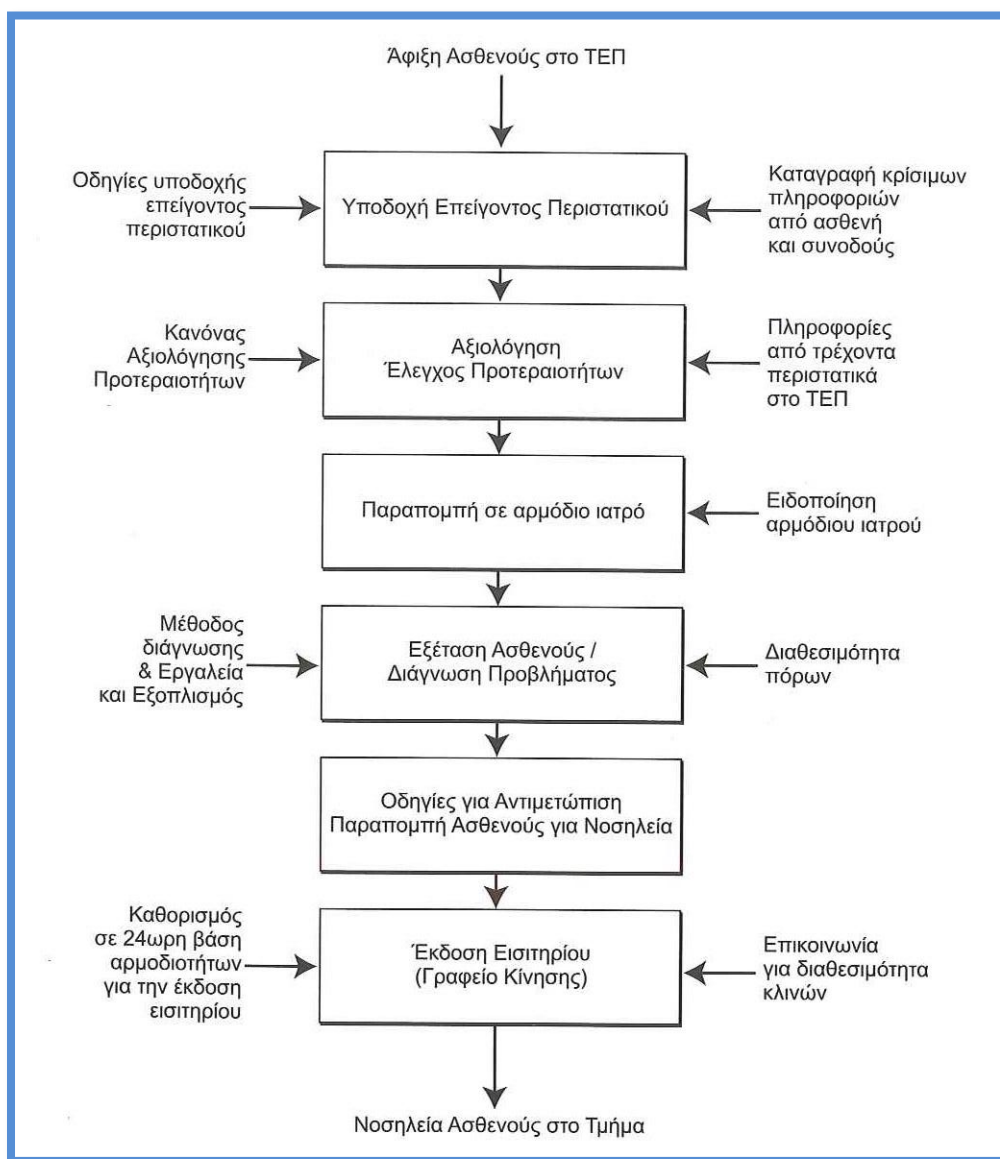 Άφιξη Ασθενούς στο ΤΕΠ
Οδηγίες υποδοχής
επείγοντος
περιστατικού
Υποδοχή Επείγοντος Περιστατικού
Καταγραφή κρίσιμων
πληροφοριών
από ασθενή
και συνοδούς
Κανόνας
Αξιολόγησης
Προτεραιοτήτων
Αξιολόγηση
Έλεγχος Προτεραιοτήτων
Πληροφορίες
από τρέχοντα
περιστατικά
στο ΤΕΠ
Παραπομπή σε αρμόδιο ιατρό
Ειδοποίηση
αρμόδιου ιατρού
Μέθοδος
διάγνωσης
& Εργαλεία
και Εξοπλισμός
Εξέταση Ασθενούς /
Διάγνωση Προβλήματος
Διαθεσιμότητα
πόρων
Οδηγίες για Αντιμετώπιση
Παραπομπή Ασθενούς για Νοσηλεία
Καθορισμός
σε 24ωρη βάση
αρμοδιοτήτων
για την έκδοση
εισιτηρίου
Έκδοση Εισιτηρίου
(Γραφείο Κίνησης)
Επικοινωνία
για διαθεσιμότητα
κλινών
Νοσηλεία Ασθενούς στο Τμήμα